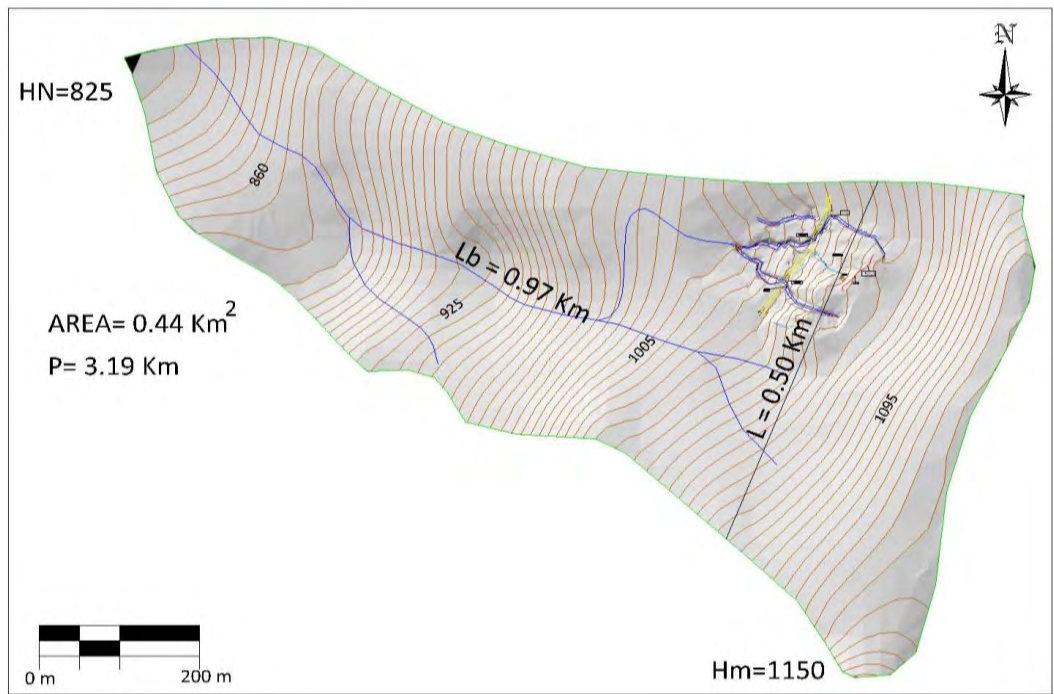 N
HN=825
860
Lb = 0.97 Km
925
AREA= 0.44 Km²
P= 3.19 Km
1005
L = 0.50 Km
1095
0 m 200 m
Hm=1150